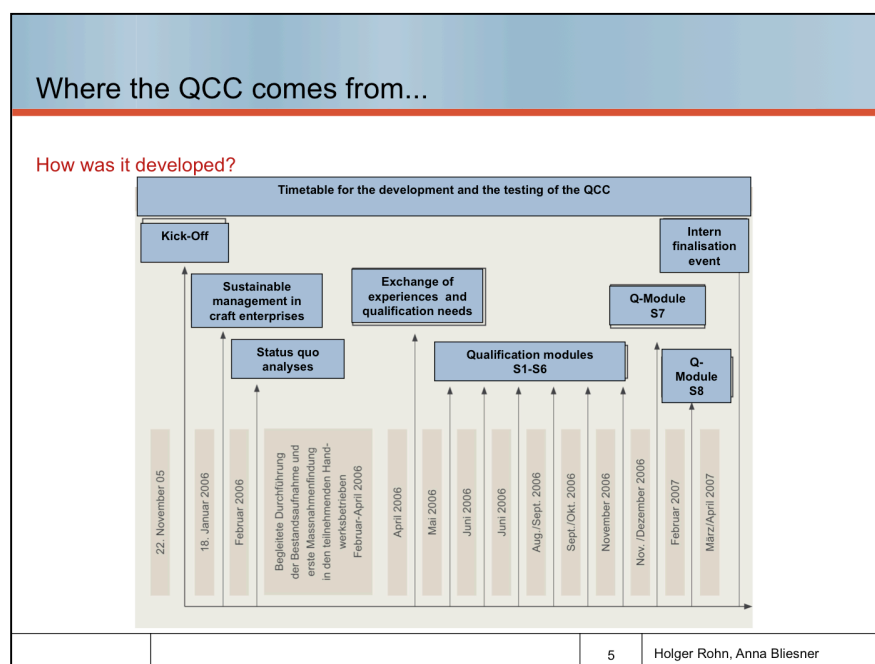 Where the QCC comes from...
How was it developed?
Timetable for the development and the testing of the QCC
Kick-Off
Intern
finalisation
event
Sustainable
management in
craft enterprises
Exchange of
experiences and
qualification needs
Q-Module
S7
Status quo
analyses
Qualification modules
S1-S6
Q-
Module
S8
22. November 05
18. Januar 2006
Februar 2006
Begleitete Durchführung
der Bestandsaufnahme und
erste Massnahmenfindung
in den teilnehmenden Hand-
werksbetrieben
Februar-April 2006
April 2006
Mai 2006
Juni 2006
Juni 2006
Aug./Sept. 2006
Sept./Okt. 2006
November 2006
Nov. /Dezember 2006
Februar 2007
März/April 2007
5
Holger Rohn, Anna Bliesner